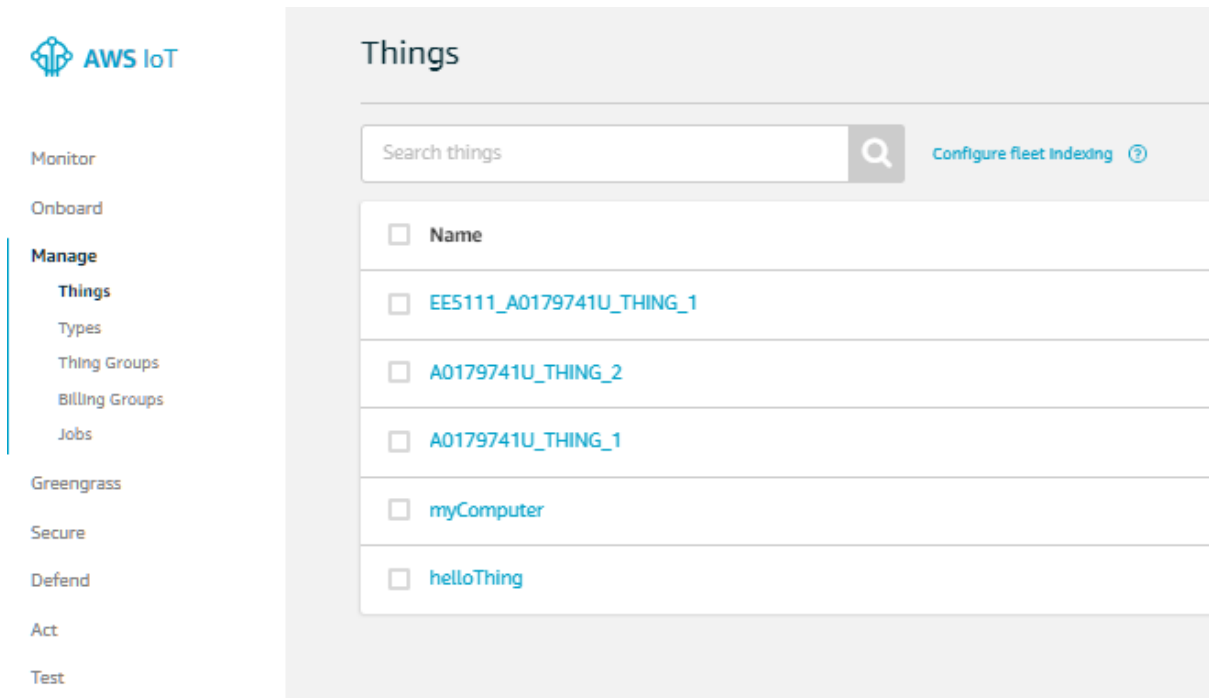 AWS IoT
Monitor
Onboard
Manage
Things
Types
Thing Groups
Billing Groups
Jobs
Greengrass
Secure
Defend
Act
Test
Things
Search things
Configure fleet indexing ?
Name
EE5111_A0179741U_THING_1
A0179741U_THING_2
A0179741U_THING_1
myComputer
helloThing